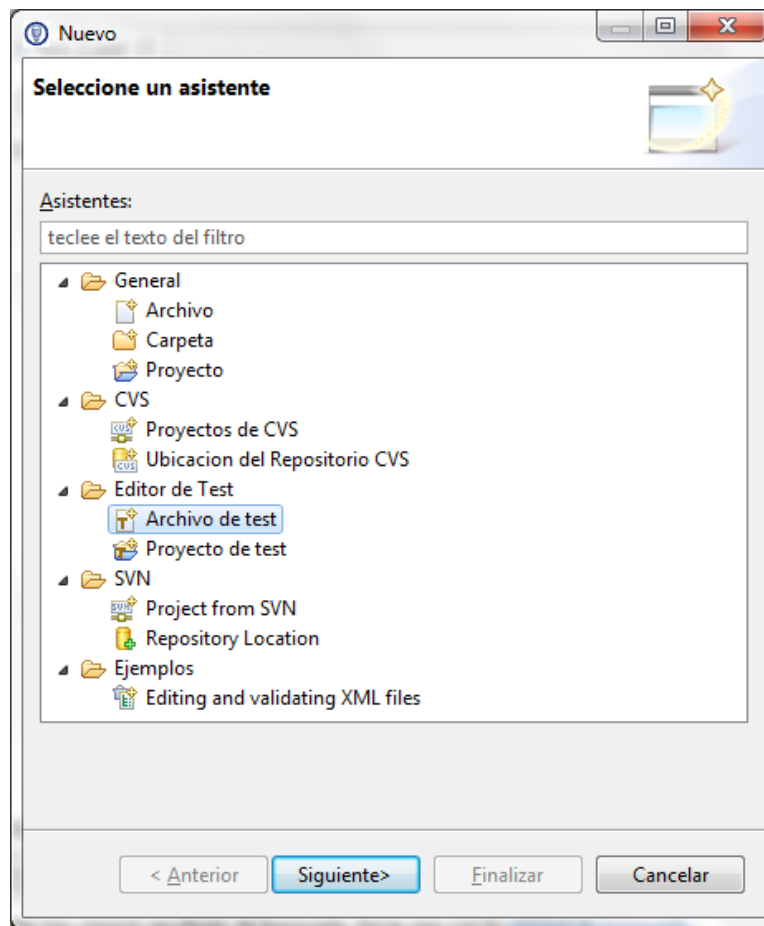 Nuevo
Seleccione un asistente
Asistentes:
teclee el texto del filtro
General
Archivo
Carpeta
Proyecto
CVS
Proyectos de CVS
Ubicacion del Repositorio CVS
Editor de Test
Archivo de test
Proyecto de test
SVN
Project from SVN
Repository Location
Ejemplos
Editing and validating XML files
< Anterior Siguiente> Finalizar Cancelar